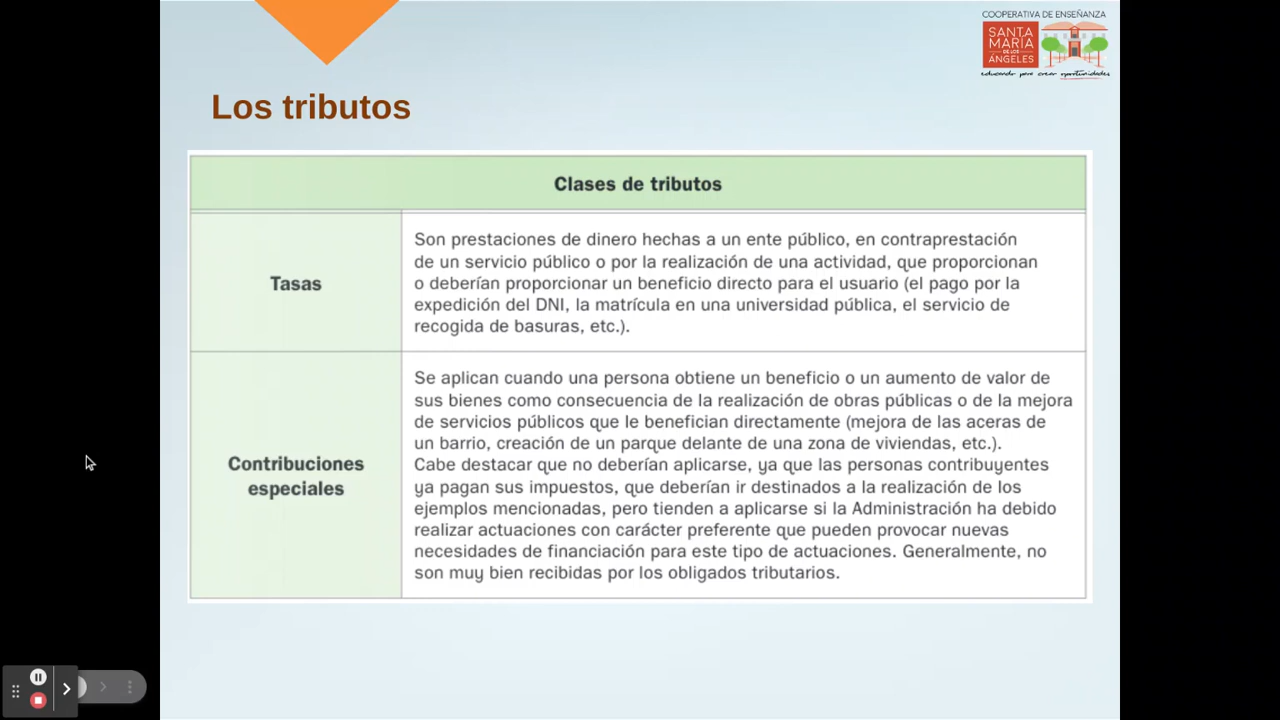 COOPERATIVA DE ENSEÑANZA
SANTA
MARÍA
DE LOS
ÁNGELES
educando para crear oportunidades
Los tributos
Clases de tributos
Tasas
Son prestaciones de dinero hechas a un ente público, en contraprestación
de un servicio público o por la realización de una actividad, que proporcionan
o deberían proporcionar un beneficio directo para el usuario (el pago por la
expedición del DNI, la matrícula en una universidad pública, el servicio de
recogida de basuras, etc.).
Contribuciones
especiales
Se aplican cuando una persona obtiene un beneficio o un aumento de valor de
sus bienes como consecuencia de la realización de obras públicas o de la mejora
de servicios públicos que le benefician directamente (mejora de las aceras de
un barrio, creación de un parque delante de una zona de viviendas, etc.).
Cabe destacar que no deberían aplicarse, ya que las personas contribuyentes
ya pagan sus impuestos, que deberían ir destinados a la realización de los
ejemplos mencionadas, pero tienden a aplicarse si la Administración ha debido
realizar actuaciones con carácter preferente que pueden provocar nuevas
necesidades de financiación para este tipo de actuaciones. Generalmente, no
son muy bien recibidas por los obligados tributarios.